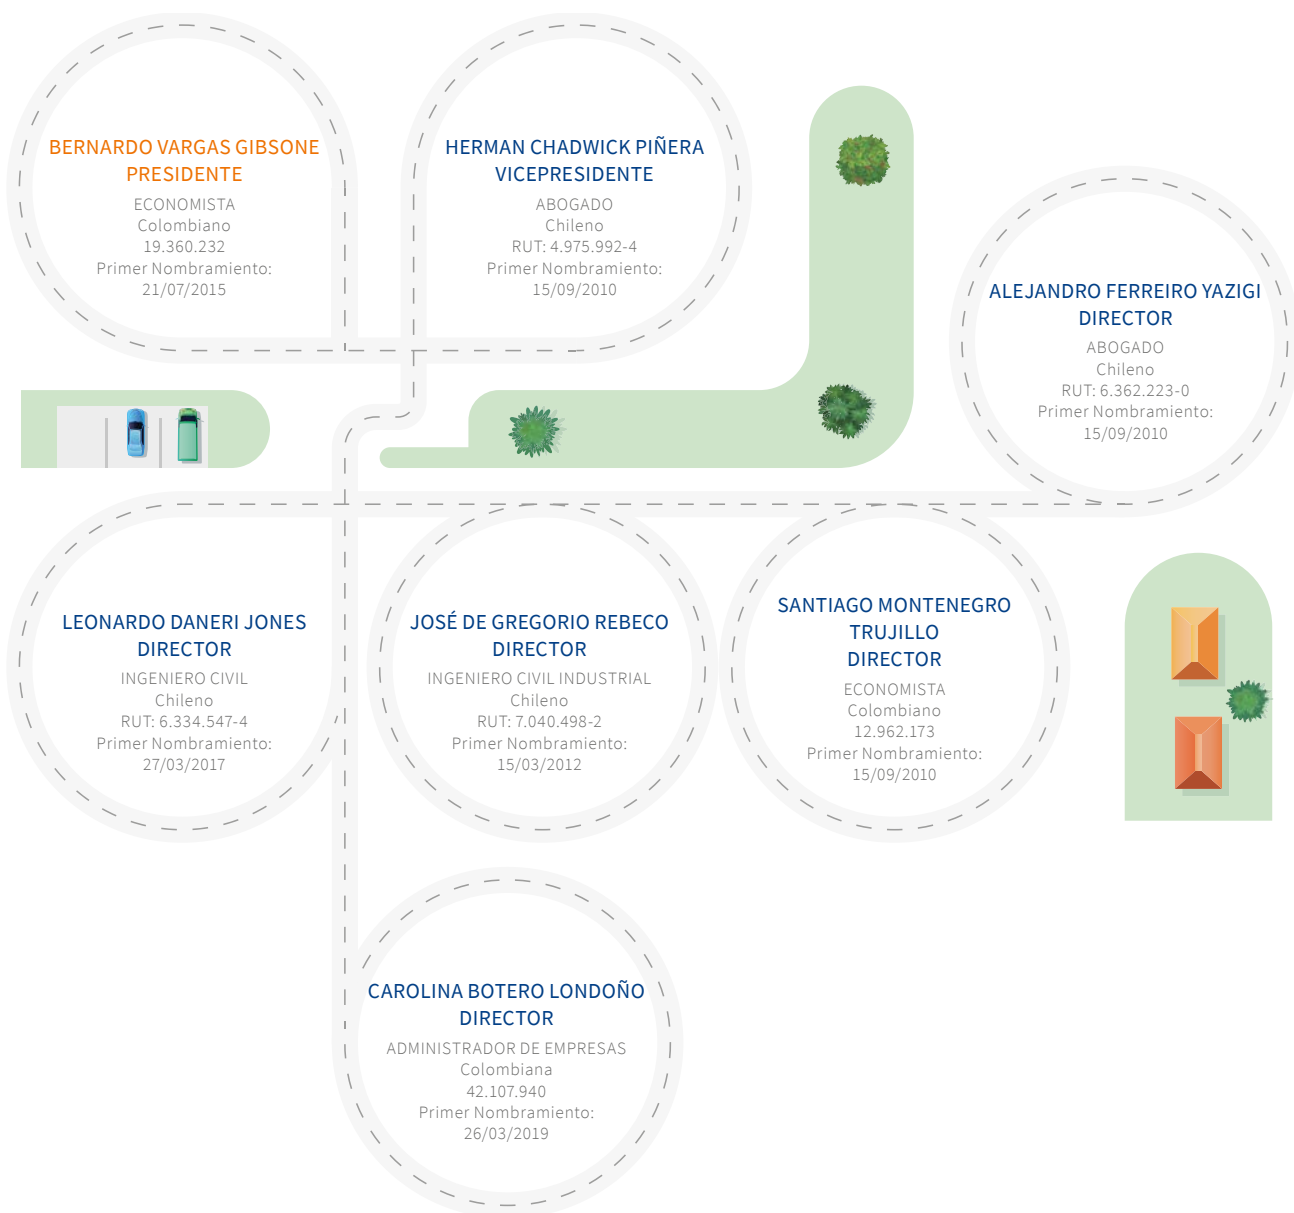 BERNARDO VARGAS GIBSONE
PRESIDENTE
ECONOMISTA
Colombiano
19.360.232
Primer Nombramiento:
21/07/2015
HERMAN CHADWICK PIÑERA
VICEPRESIDENTE
ABOGADO
Chileno
RUT: 4.975.992-4
Primer Nombramiento:
15/09/2010
ALEJANDRO FERREIRO YAZIGI
DIRECTOR
ABOGADO
Chileno
RUT: 6.362.223-0
Primer Nombramiento:
15/09/2010
LEONARDO DANERI JONES
DIRECTOR
INGENIERO CIVIL
Chileno
RUT: 6.334.547-4
Primer Nombramiento:
27/03/2017
JOSÉ DE GREGORIO REBECO
DIRECTOR
INGENIERO CIVIL INDUSTRIAL
Chileno
RUT: 7.040.498-2
Primer Nombramiento:
15/03/2012
SANTIAGO MONTENEGRO
TRUJILLO
DIRECTOR
ECONOMISTA
Colombiano
12.962.173
Primer Nombramiento:
15/09/2010
CAROLINA BOTERO LONDOÑO
DIRECTOR
ADMINISTRADOR DE EMPRESAS
Colombiana
42.107.940
Primer Nombramiento:
26/03/2019